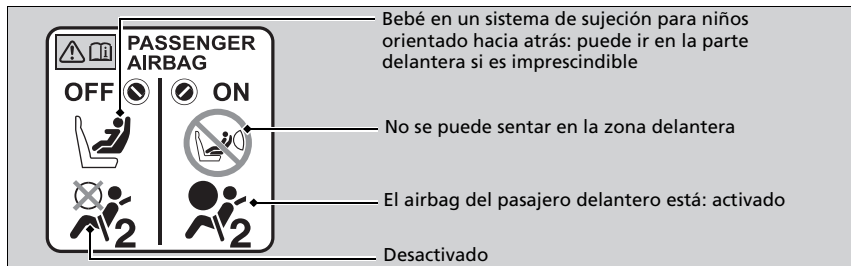 Bebé en un sistema de sujeción para niños
orientado hacia atrás: puede ir en la parte
delantera si es imprescindible
PASSENGER
AIRBAG
OFF ON
No se puede sentar en la zona delantera
El airbag del pasajero delantero está: activado
2 2
Desactivado